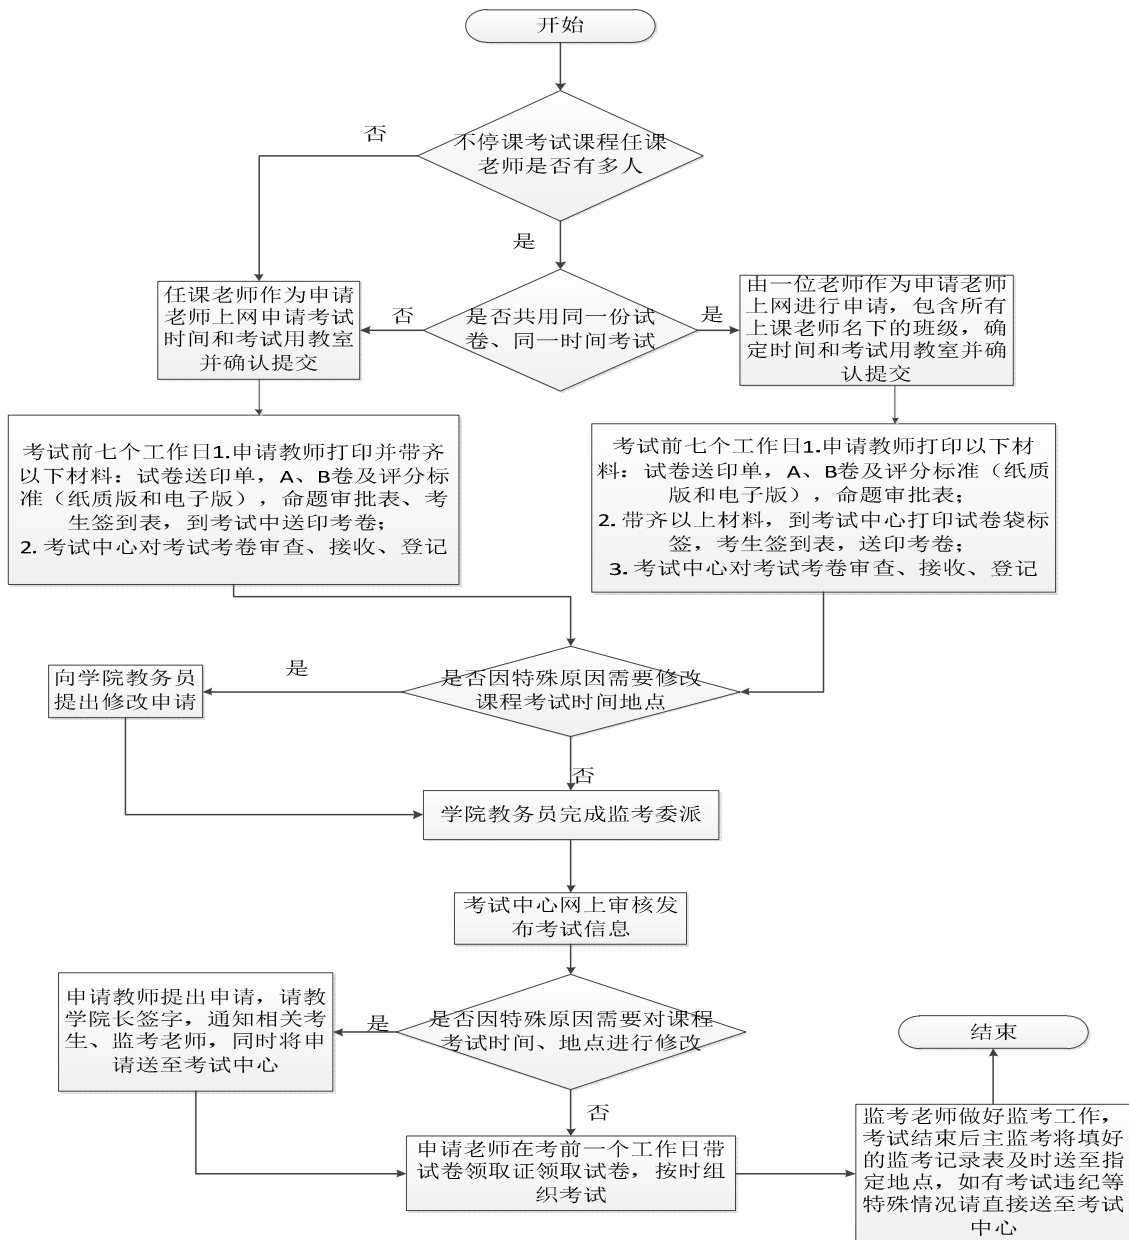 开始
否
不停课考试课程任课
老师是否有多人
是
任课老师作为申请
老师上网申请考试
时间和考试用教室
并确认提交
否
是否共用同一份试
卷、同一时间考试
是
由一位老师作为申请老师
上网进行申请，包含所有
上课老师名下的班级，确
定时间和考试用教室并确
认提交
考试前七个工作日1.申请教师打印并带齐
以下材料：试卷送印单，A、B卷及评分标
准（纸质版和电子版），命题审批表、考
生签到表，到考试中送印考卷；
2. 考试中心对考试考卷审查、接收、登记
考试前七个工作日1.申请教师打印以下材
料：试卷送印单，A、B卷及评分标准（纸质
版和电子版），命题审批表；
2. 带齐以上材料，到考试中心打印试卷袋标
签，考生签到表，送印考卷；
3. 考试中心对考试考卷审查、接收、登记
向学院教务员
提出修改申请
是
是否因特殊原因需要修改
课程考试时间地点
否
学院教务员完成监考委派
考试中心网上审核发
布考试信息
申请教师提出申请，请教
学院长签字，通知相关考
生、监考老师，同时将申
请送至考试中心
是
是否因特殊原因需要对课程
考试时间、地点进行修改
否
申请老师在考前一个工作日带
试卷领取证领取试卷，按时组
织考试
结束
监考老师做好监考工作，
考试结束后主监考将填好
的监考记录表及时送至指
定地点，如有考试违纪等
特殊情况请直接送至考试
中心